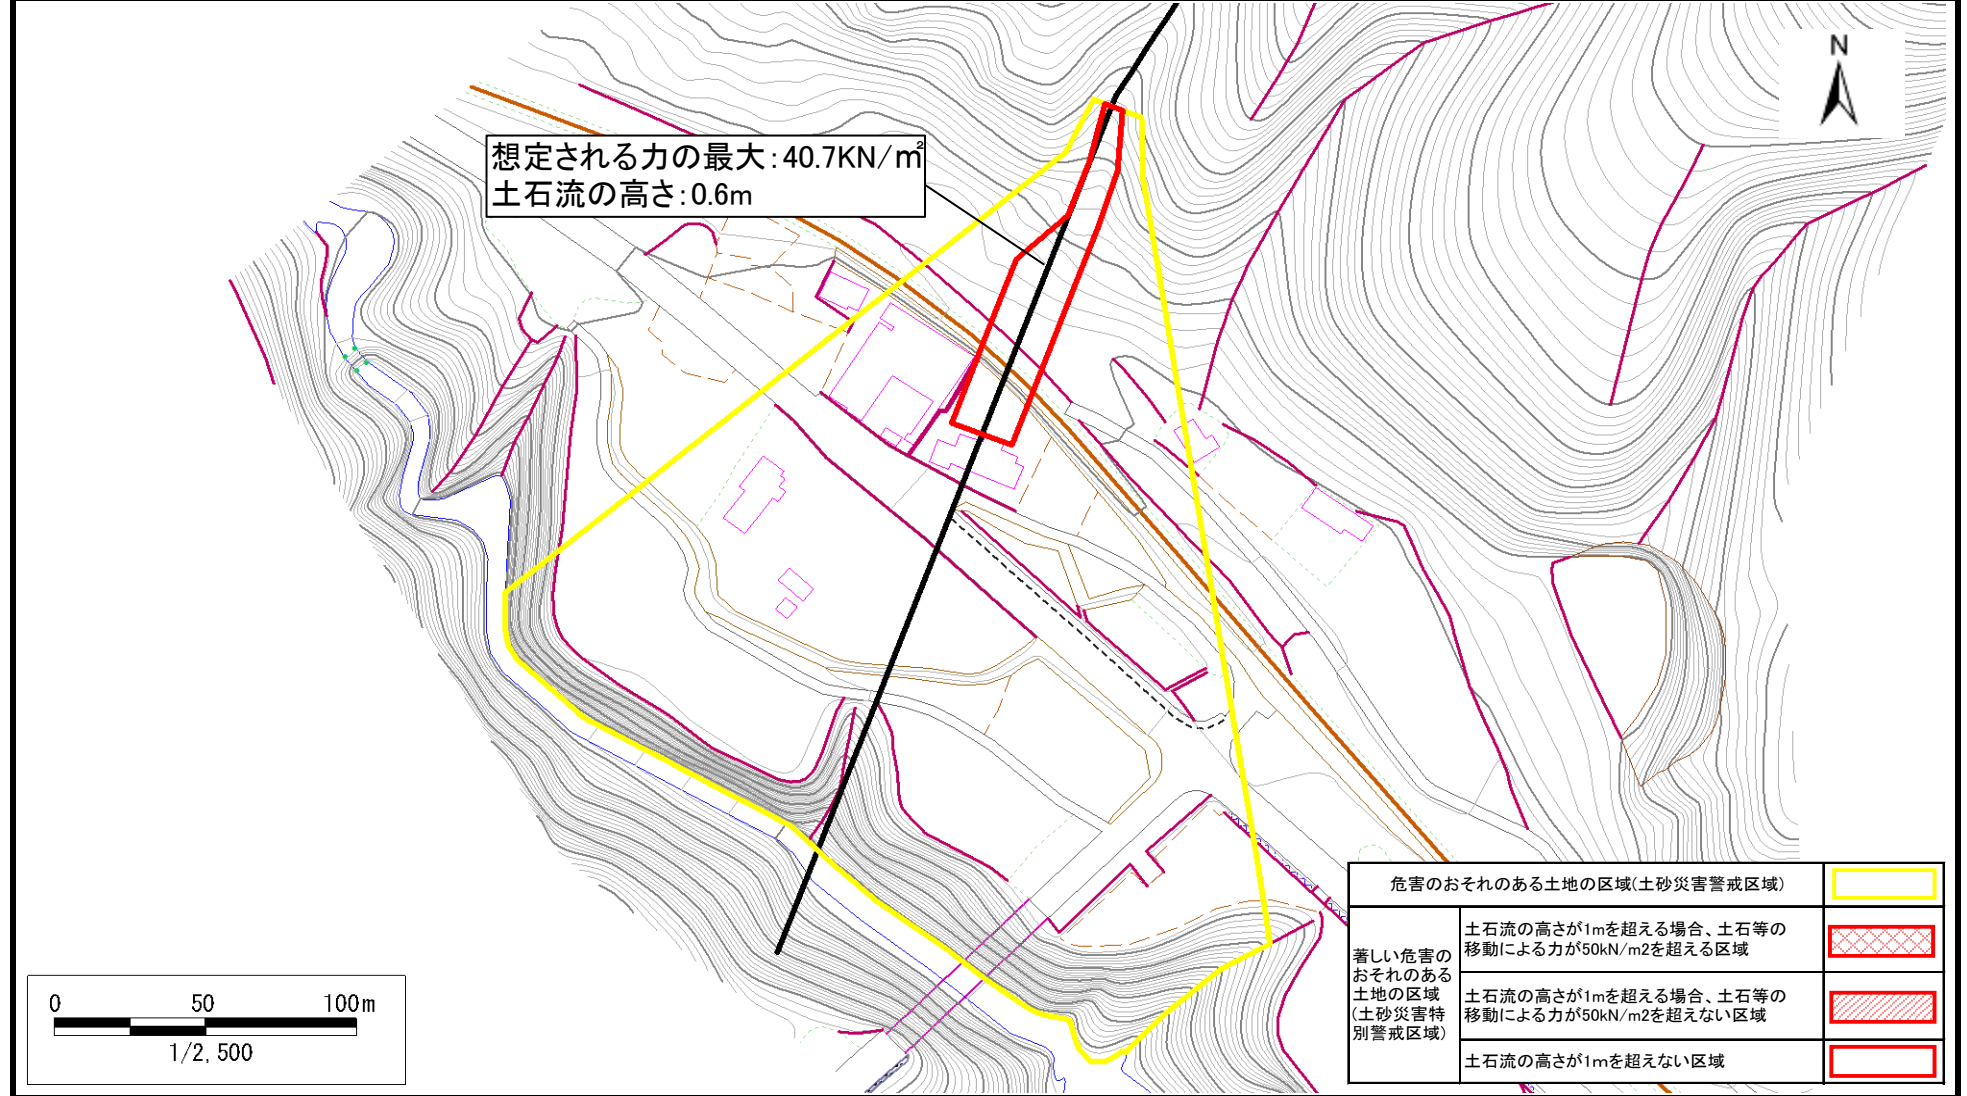 N
想定される力の最大:40.7KN/㎡
土石流の高さ:0.6m
0 50 100m
1/2,500
危害のおそれのある土地の区域(土砂災害警戒区域)
著しい危害の
おそれのある
土地の区域
(土砂災害特
別警戒区域)
土石流の高さが1mを超える場合、土石等の
移動による力が50kN/m2を超える区域
土石流の高さが1mを超える場合、土石等の
移動による力が50kN/m2を超えない区域
土石流の高さが1mを超えない区域